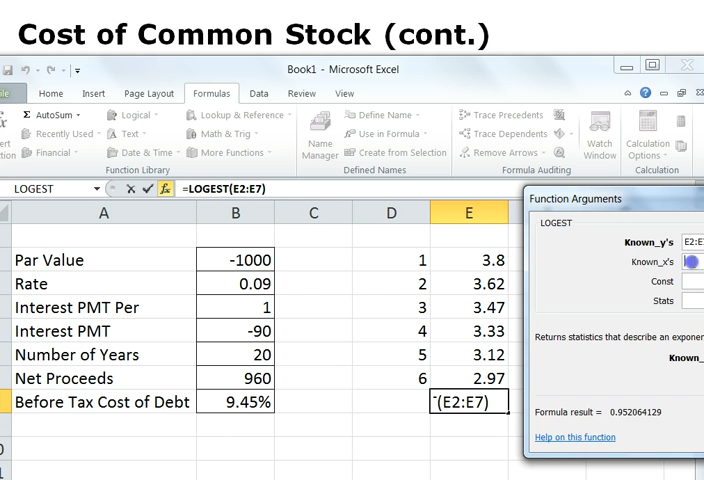 Cost of Common Stock (cont.)
Book1 - Microsoft Excel
Home Insert Page Layout Formulas Data Review View
Σ AutoSum Logical Lookup & Reference Define Name Trace Precedents
Recently Used Text Math & Trig Name Manager Use in Formula Trace Dependents Watch Window Calculation Options
Financial Date & Time More Functions Create from Selection Remove Arrows
Function Library Defined Names Formula Auditing Calculation
LOGEST =LOGEST(E2:E7)
Function Arguments
A B C D E
LOGEST
Known_y's E2:E7
Par Value -1000 1 3.8
Known_x's
Rate 0.09 2 3.62
Const
Interest PMT Per 1 3 3.47
Stats
Interest PMT -90 4 3.33
Returns statistics that describe an exponen
Number of Years 20 5 3.12
Known_
Net Proceeds 960 6 2.97
Before Tax Cost of Debt 9.45% (E2:E7)
Formula result = 0.952064129
Help on this function